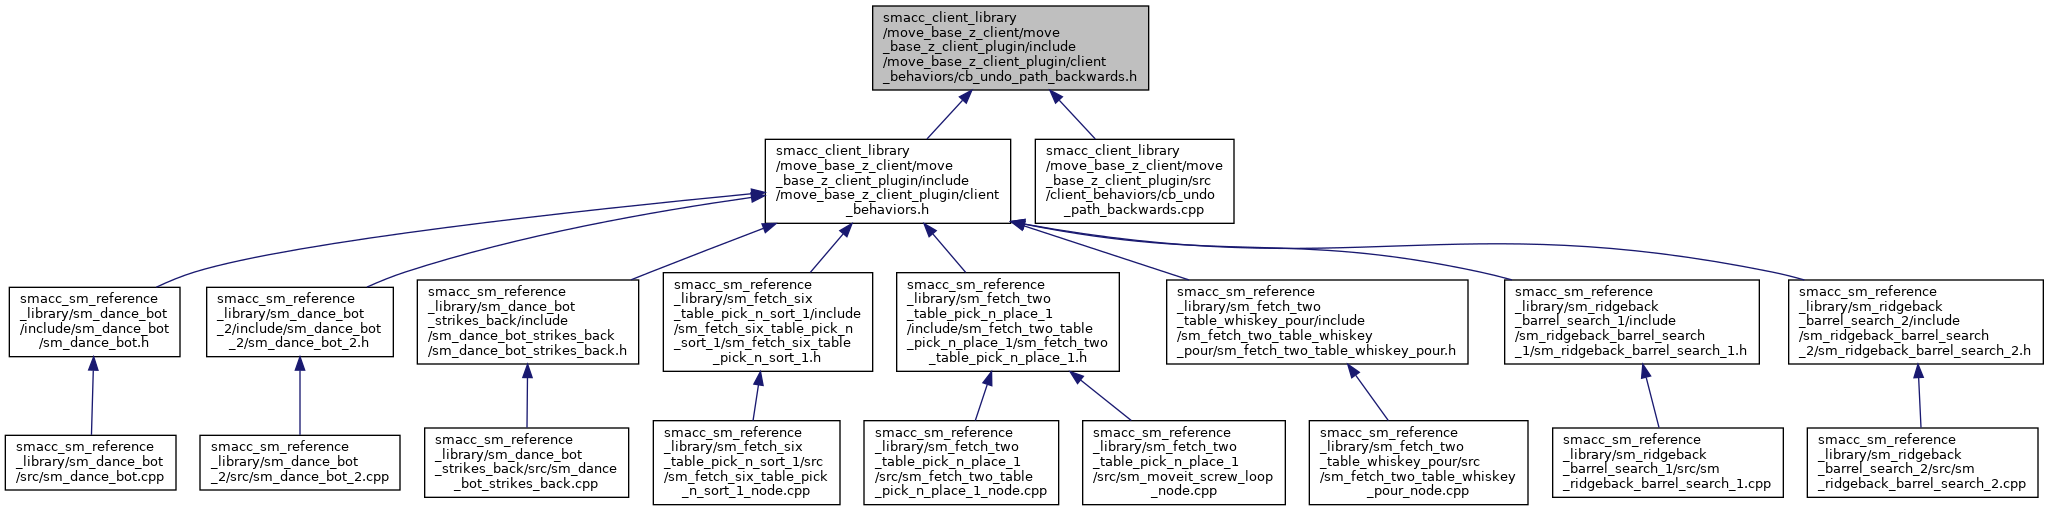 smacc_client_library
/move_base_z_client/move
_base_z_client_plugin/include
/move_base_z_client_plugin/client
_behaviors/cb_undo_path_backwards.h
smacc_client_library
/move_base_z_client/move
_base_z_client_plugin/include
/move_base_z_client_plugin/client
_behaviors.h
smacc_client_library
/move_base_z_client/move
_base_z_client_plugin/src
/client_behaviors/cb_undo
_path_backwards.cpp
smacc_sm_reference
_library/sm_dance_bot
/include/sm_dance_bot
/sm_dance_bot.h
smacc_sm_reference
_library/sm_dance_bot
_2/include/sm_dance_bot
_2/sm_dance_bot_2.h
smacc_sm_reference
_library/sm_dance_bot
_strikes_back/include
/sm_dance_bot_strikes_back
/sm_dance_bot_strikes_back.h
smacc_sm_reference
_library/sm_fetch_six
_table_pick_n_sort_1/include
/sm_fetch_six_table_pick_n
_sort_1/sm_fetch_six_table
_pick_n_sort_1.h
smacc_sm_reference
_library/sm_fetch_two
_table_pick_n_place_1
/include/sm_fetch_two_table
_pick_n_place_1/sm_fetch_two
_table_pick_n_place_1.h
smacc_sm_reference
_library/sm_fetch_two
_table_whiskey_pour/include
/sm_fetch_two_table_whiskey
_pour/sm_fetch_two_table_whiskey_pour.h
smacc_sm_reference
_library/sm_ridgeback
_barrel_search_1/include
/sm_ridgeback_barrel_search
_1/sm_ridgeback_barrel_search_1.h
smacc_sm_reference
_library/sm_ridgeback
_barrel_search_2/include
/sm_ridgeback_barrel_search
_2/sm_ridgeback_barrel_search_2.h
smacc_sm_reference
_library/sm_dance_bot
/src/sm_dance_bot.cpp
smacc_sm_reference
_library/sm_dance_bot
_2/src/sm_dance_bot_2.cpp
smacc_sm_reference
_library/sm_dance_bot
_strikes_back/src/sm_dance
_bot_strikes_back.cpp
smacc_sm_reference
_library/sm_fetch_six
_table_pick_n_sort_1/src
/sm_fetch_six_table_pick
_n_sort_1_node.cpp
smacc_sm_reference
_library/sm_fetch_two
_table_pick_n_place_1
/src/sm_fetch_two_table
_pick_n_place_1_node.cpp
smacc_sm_reference
_library/sm_fetch_two
_table_pick_n_place_1
/src/sm_moveit_screw_loop
_node.cpp
smacc_sm_reference
_library/sm_fetch_two
_table_whiskey_pour/src
/sm_fetch_two_table_whiskey
_pour_node.cpp
smacc_sm_reference
_library/sm_ridgeback
_barrel_search_1/src/sm
_ridgeback_barrel_search_1.cpp
smacc_sm_reference
_library/sm_ridgeback
_barrel_search_2/src/sm
_ridgeback_barrel_search_2.cpp